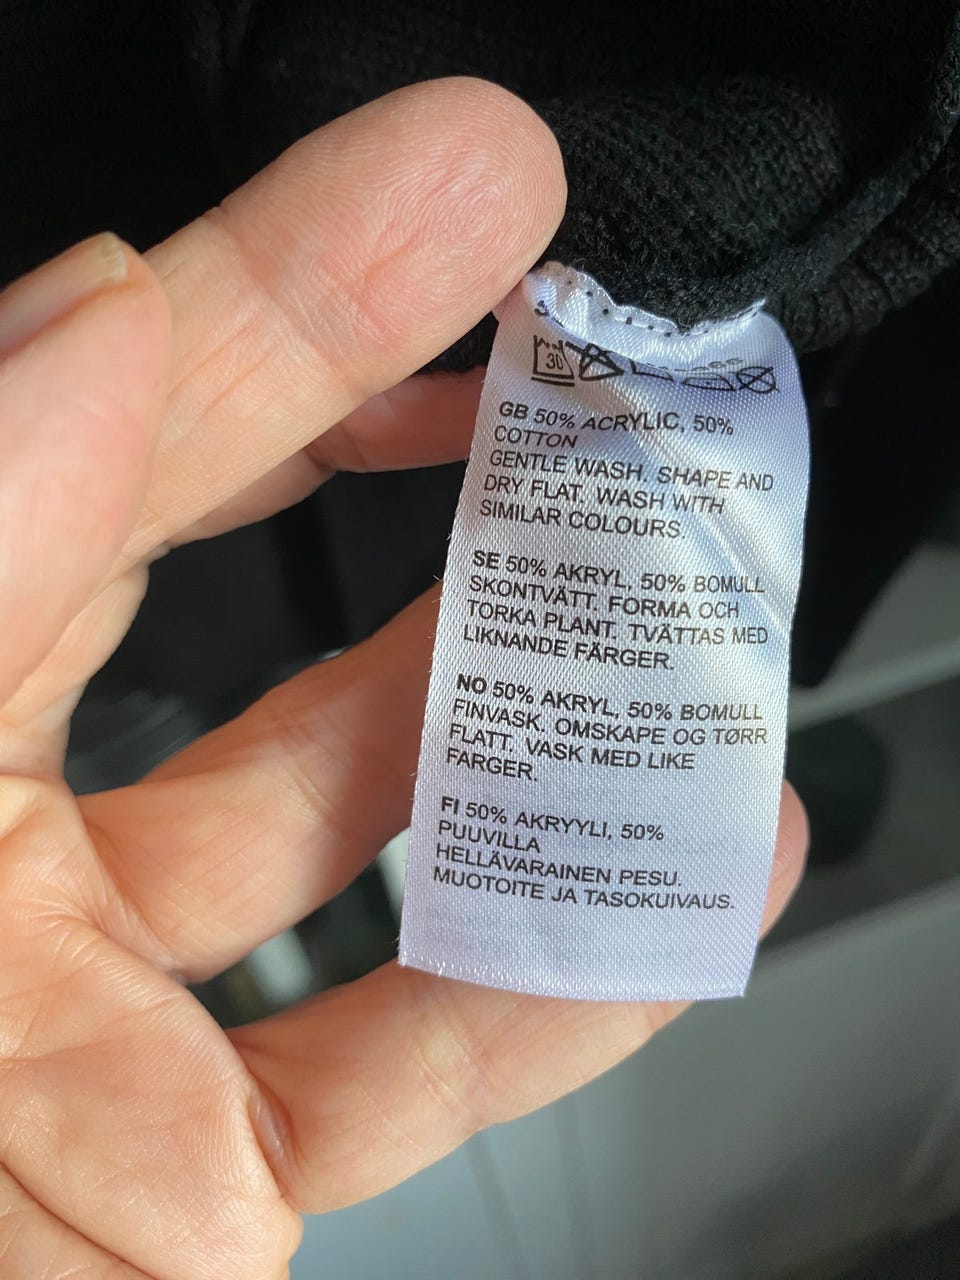 30
GB 50% ACRYLIC, 50%
COTTON
GENTLE WASH. SHAPE AND
DRY FLAT. WASH WITH
SIMILAR COLOURS.
SE 50% AKRYL, 50% BOMULL
SKONTVÄTT. FORMA OCH
TORKA PLANT. TVÄTTAS MED
LIKNANDE FÄRGER.
NO 50% AKRYL, 50% BOMULL
FINVASK. OMSKAPE OG TØRR
FLATT. VASK MED LIKE
FARGER.
FI 50% AKRYYLI, 50%
PUUVILLA
HELLÄVARAINEN PESU.
MUOTOITE JA TASOKUIVAUS.